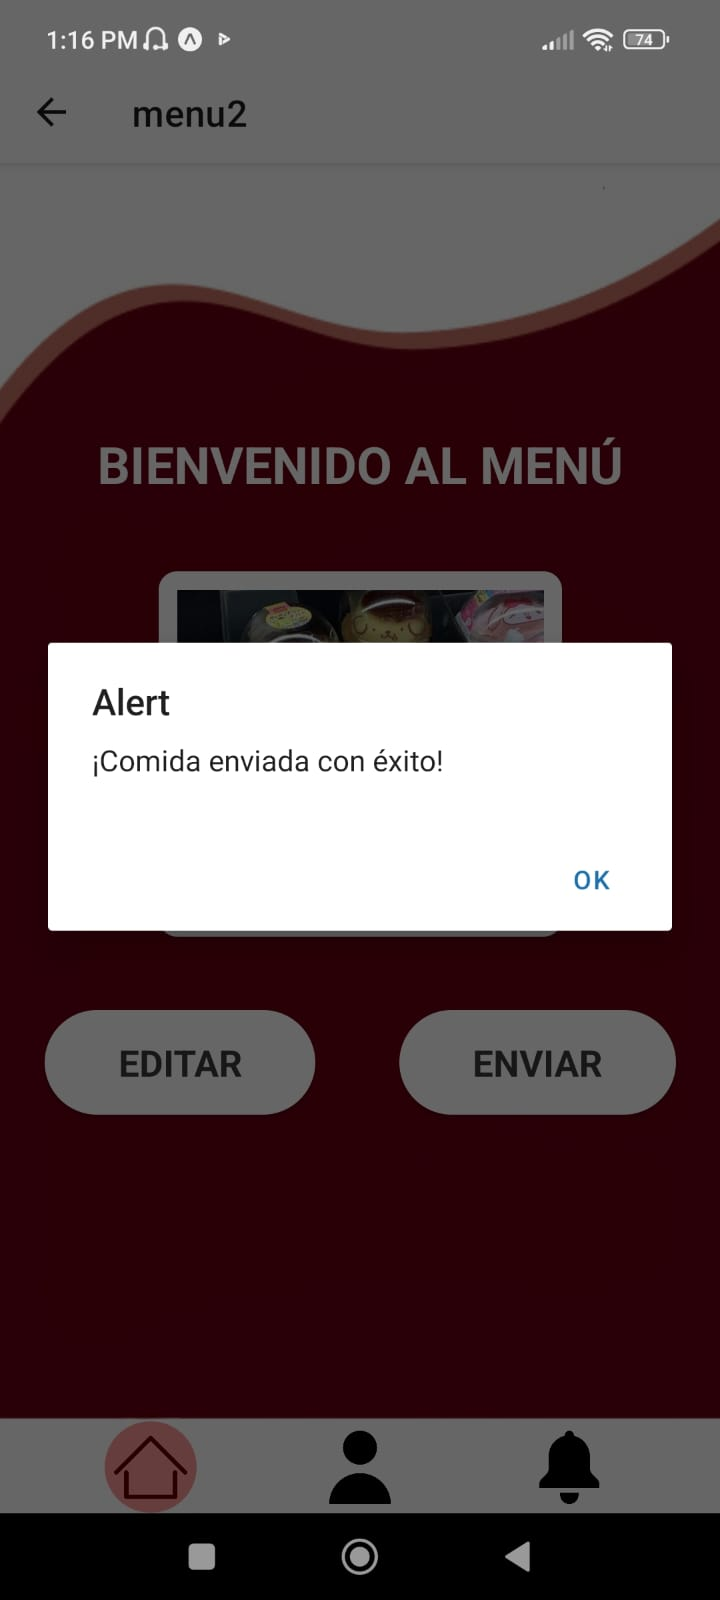 1:16 PM
74
menu2
BIENVENIDO AL MENÚ
Alert
¡Comida enviada con éxito!
OK
EDITAR
ENVIAR